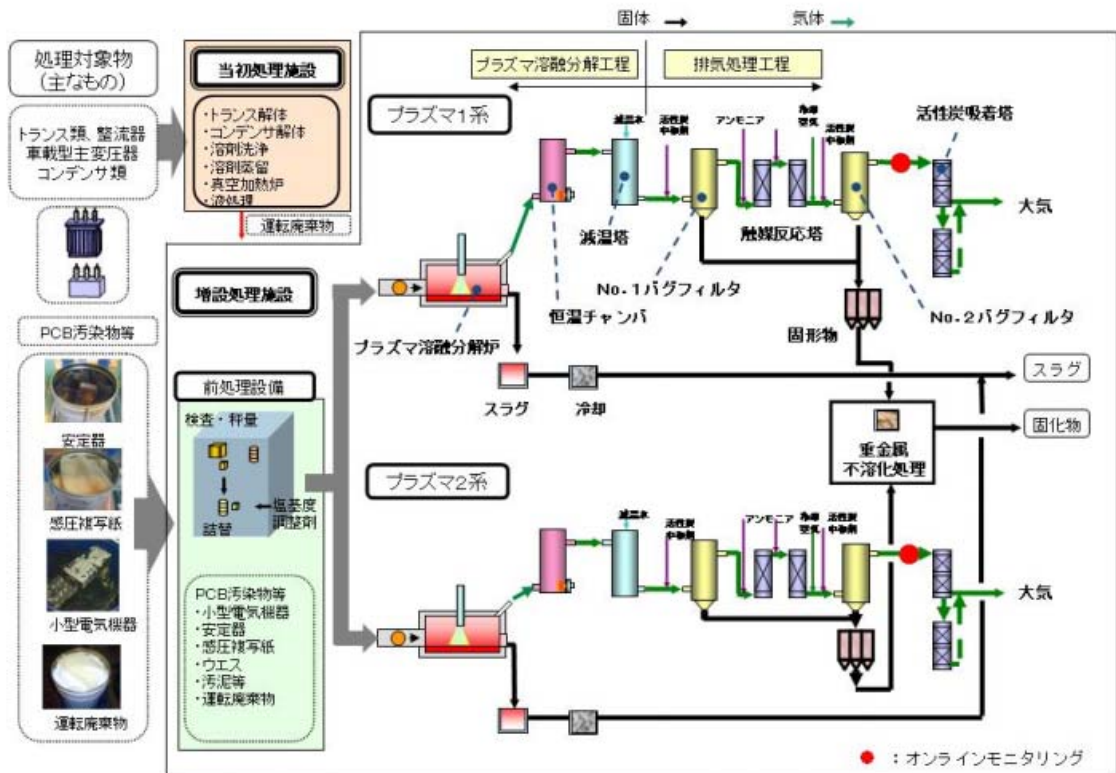 固体 →
気体 →
処理対象物
(主なもの)
トランス類、整流器
車載型主変圧器
コンデンサ類
当初処理施設
・トランス解体
・コンデンサ解体
・溶剤洗浄
・溶剤蒸留
・真空加熱炉
・液処理
運転廃棄物
プラズマ溶融分解工程
排気処理工程
プラズマ1系
減温水
活性炭
中和剤
アンモニア
冷却
空気
活性炭
中和剤
活性炭吸着塔
大気
減温塔
触媒反応塔
No.1バグフィルタ
恒温チャンバ
プラズマ溶融分解炉
固形物
No.2バグフィルタ
増設処理施設
PCB汚染物等
安定器
感圧複写紙
小型電気機器
運転廃棄物
前処理設備
検査・秤量
詰替
塩基度
調整剤
PCB汚染物等
・小型電気機器
・安定器
・感圧複写紙
・ウエス
・汚泥等
・運転廃棄物
スラグ
冷却
スラグ
固化物
重金属
不溶化処理
プラズマ2系
減温水
活性炭
中和剤
アンモニア
冷却
空気
活性炭
中和剤
大気
:オンラインモニタリング